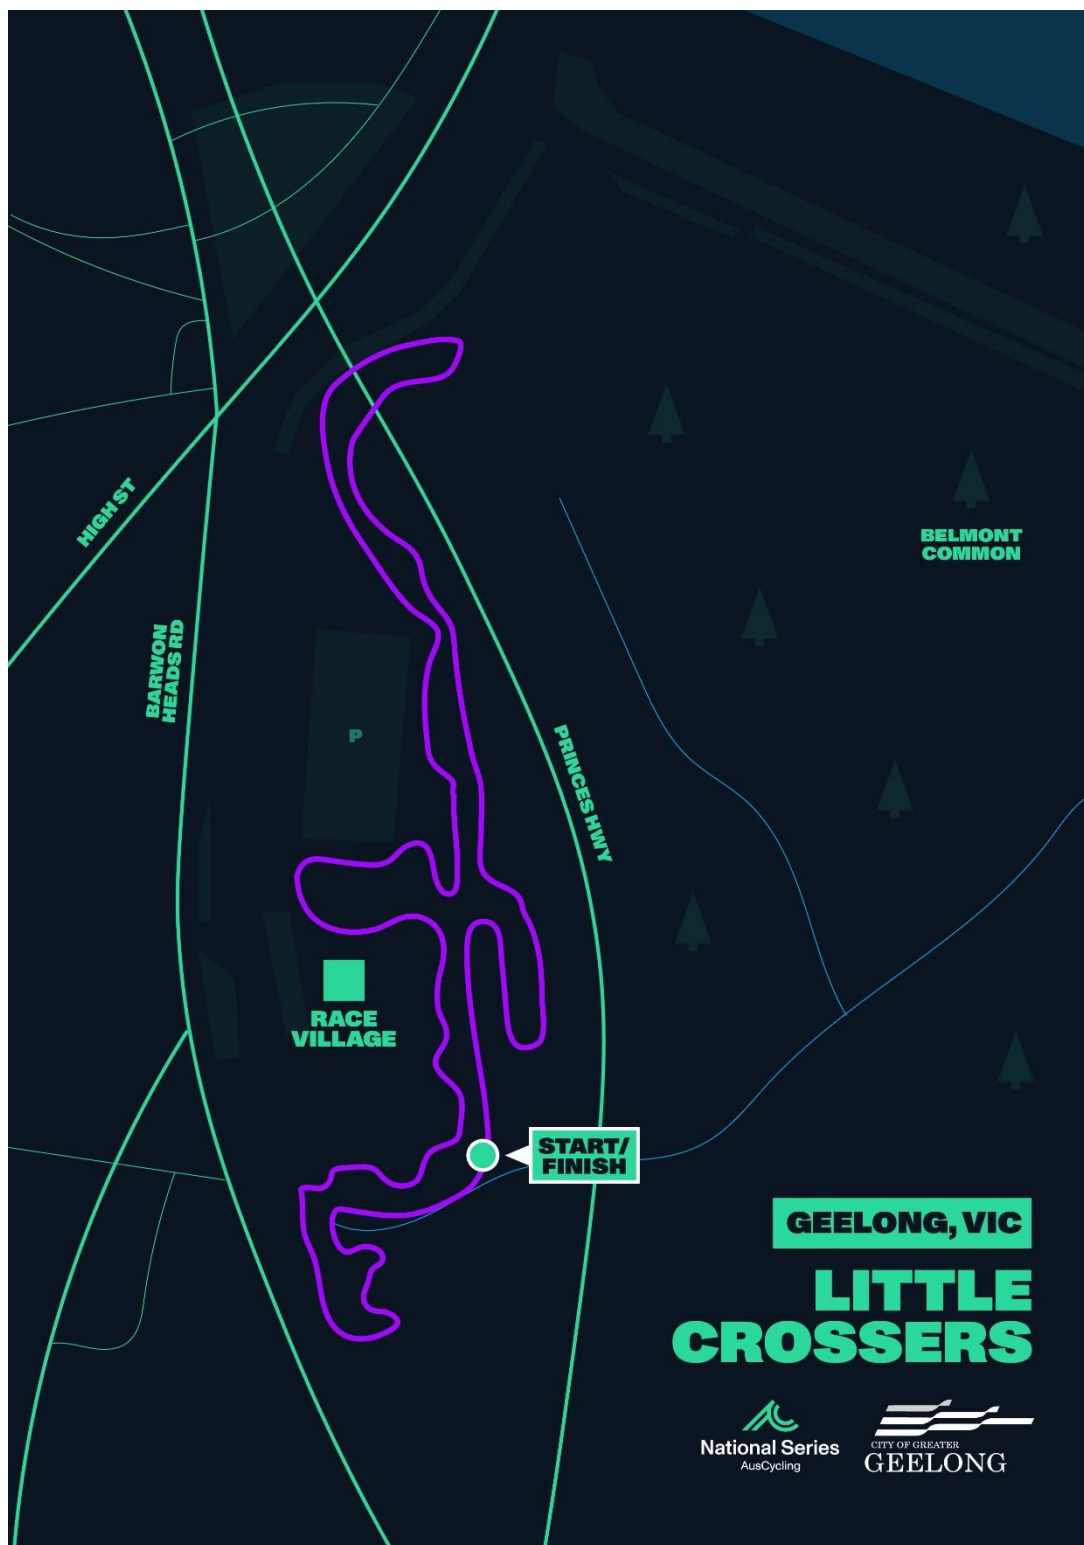 HIGH ST
BARWON
HEADS RD
P
PRINCES HWY
BELMONT
COMMON
RACE
VILLAGE
START/
FINISH
GEELONG, VIC
LITTLE
CROSSERS
National Series
AusCycling
CITY OF GREATER
GEELONG